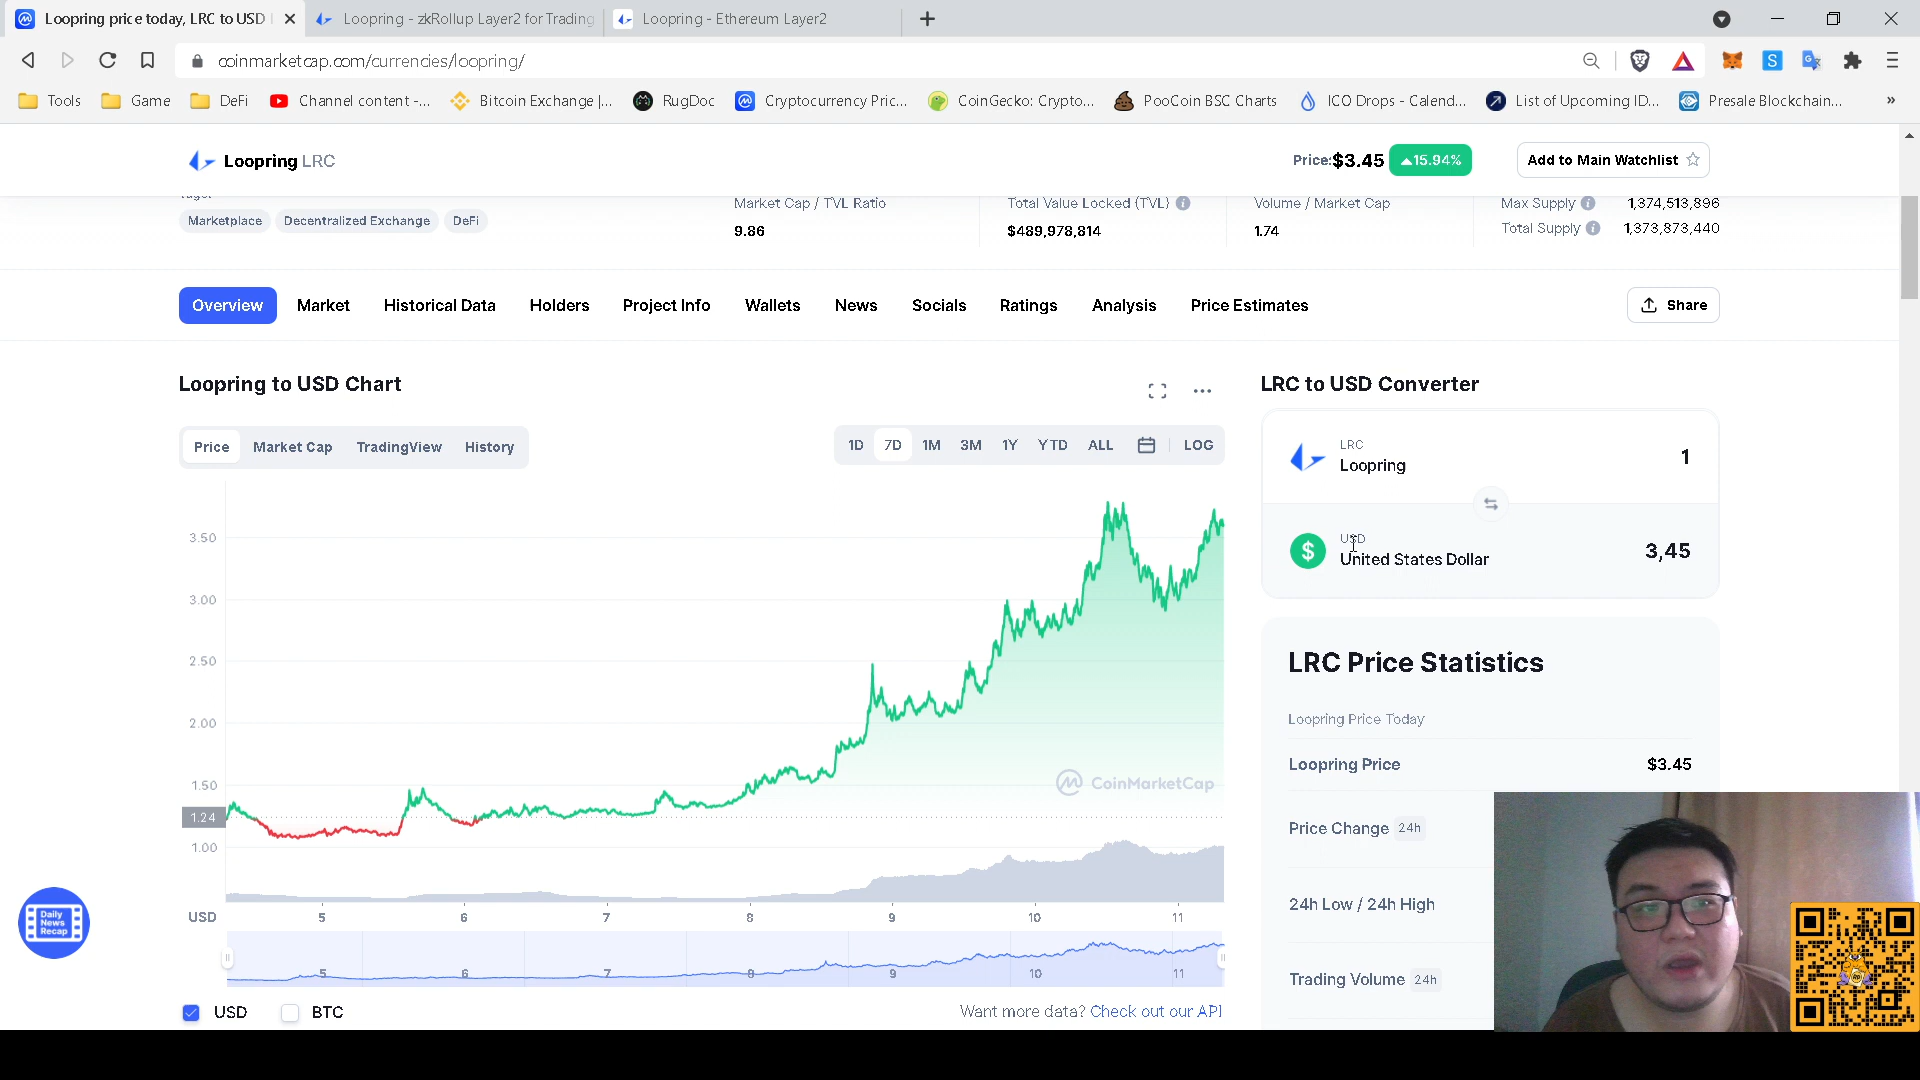 Loopring price today, LRC to USD
Loopring - zkRollup Layer2 for Trading
Loopring - Ethereum Layer2
coinmarketcap.com/currencies/loopring/
Tools
Game
DeFi
Channel content -...
Bitcoin Exchange |...
RugDoc
Cryptocurrency Pric...
CoinGecko: Crypto...
PooCoin BSC Charts
ICO Drops - Calend...
List of Upcoming ID...
Presale Blockchain...
»
Loopring LRC
Price:$3.45
15.94%
Add to Main Watchlist
Marketplace
Decentralized Exchange
DeFi
Market Cap / TVL Ratio
9.86
Total Value Locked (TVL)
$489,978,814
Volume / Market Cap
1.74
Max Supply 1,374,513,896
Total Supply 1,373,873,440
Overview
Market
Historical Data
Holders
Project Info
Wallets
News
Socials
Ratings
Analysis
Price Estimates
Share
Loopring to USD Chart
Price
Market Cap
TradingView
History
1D
7D
1M
3M
1Y
YTD
ALL
LOG
3.50
3.00
2.50
2.00
1.50
1.24
1.00
CoinMarketCap
USD
5
6
7
8
9
10
11
5
6
7
8
9
10
11
USD
BTC
Want more data? Check out our API
Daily
News
Recap
LRC to USD Converter
LRC
Loopring
1
USD
United States Dollar
3,45
LRC Price Statistics
Loopring Price Today
Loopring Price
$3.45
Price Change 24h
24h Low / 24h High
Trading Volume 24h